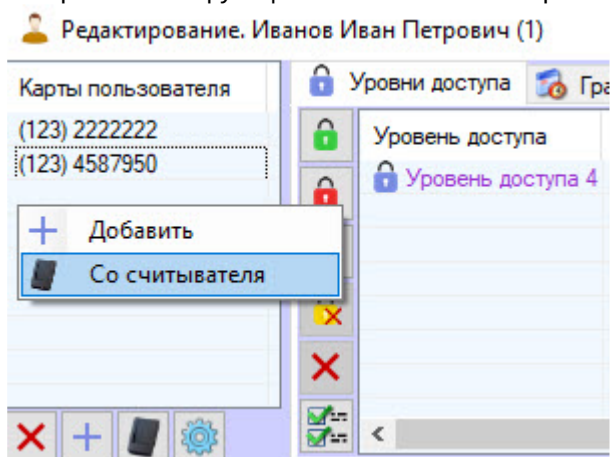 Редактирование. Иванов Иван Петрович (1)
Карты пользователя
(123) 2222222
(123) 4587950
Добавить
Со считывателя
Уровни доступа
Гра
Уровень доступа
Уровень доступа 4